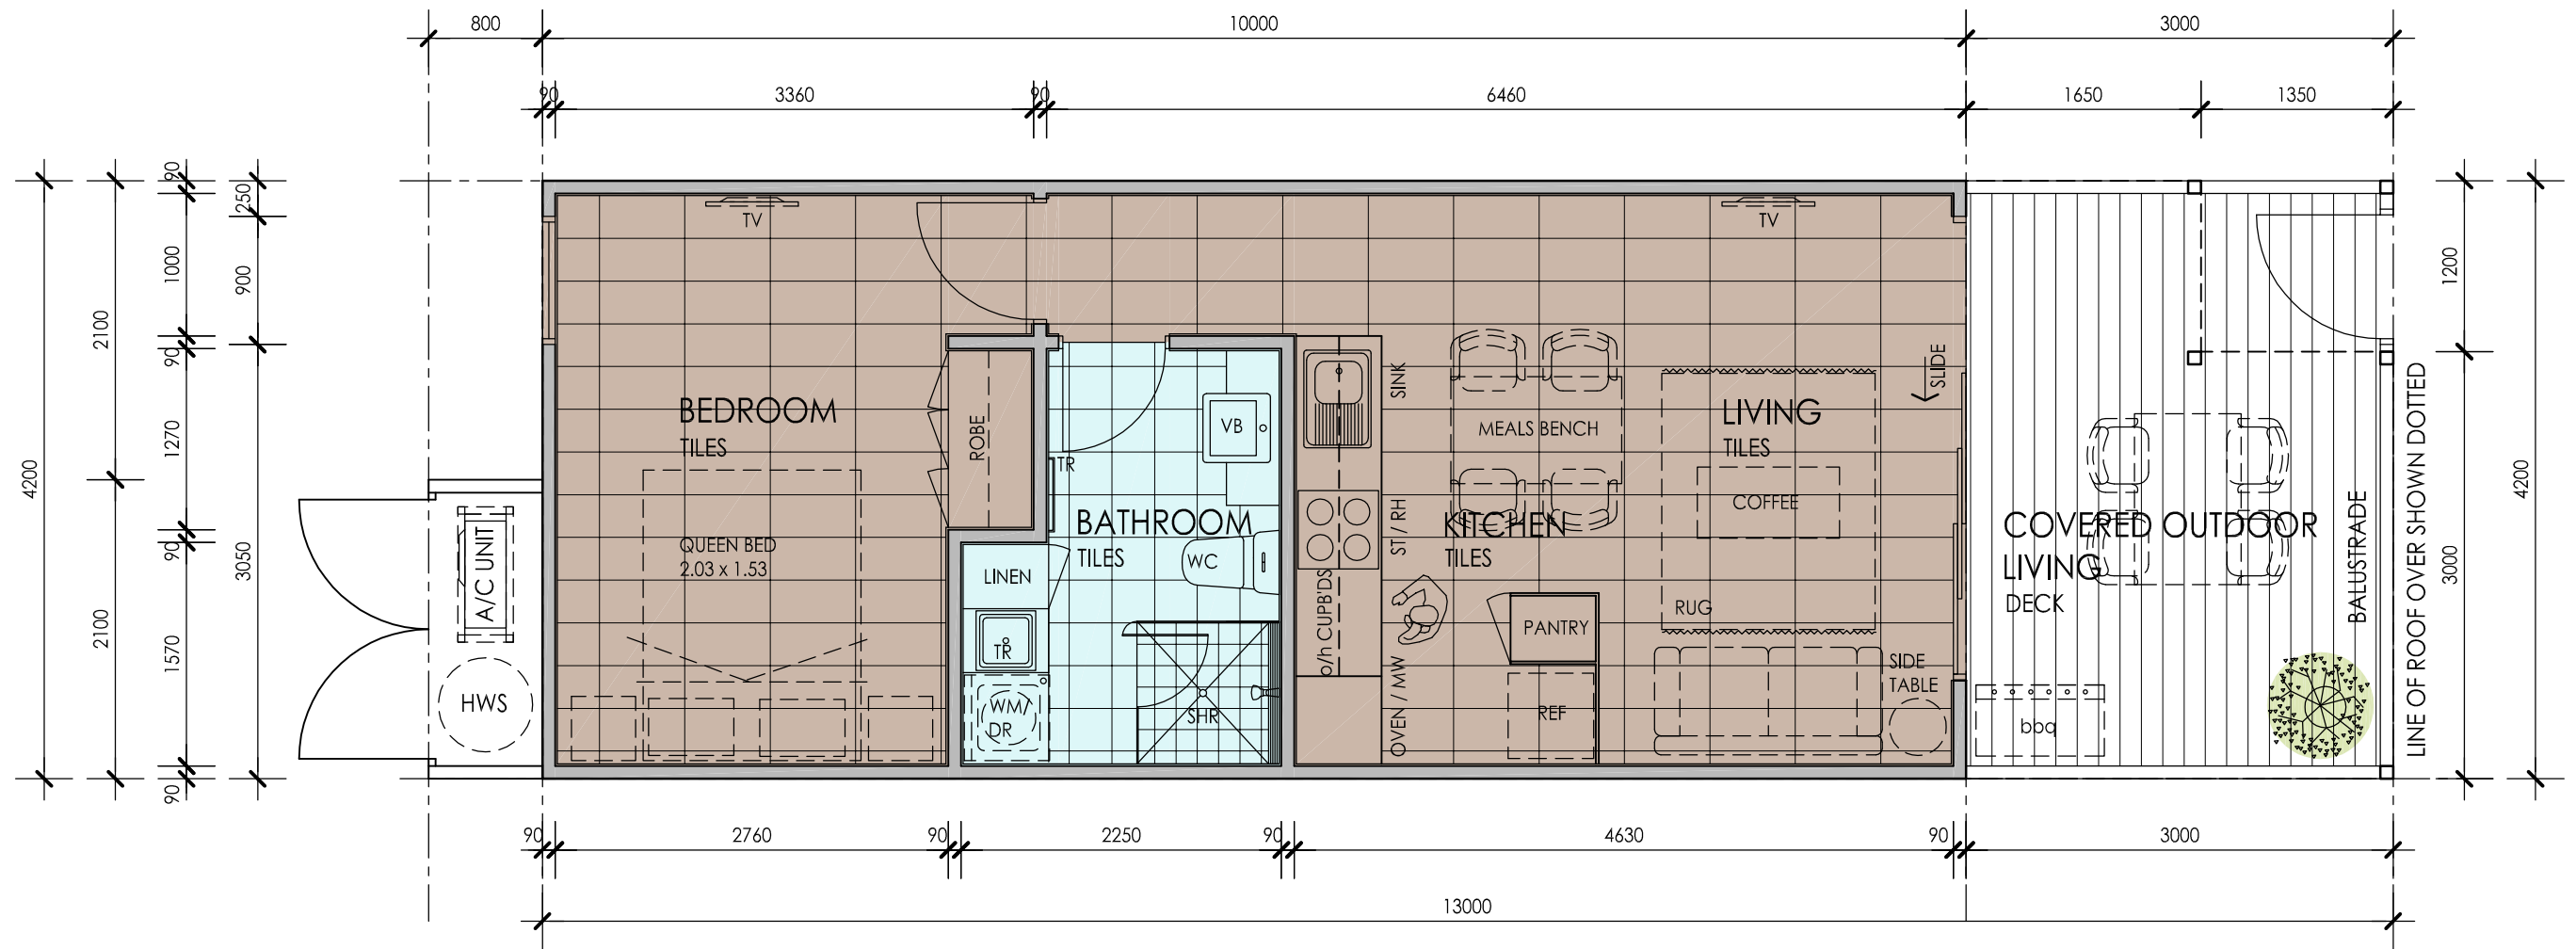 800
10000
3000
90
3360
90
6460
1650
1350
4200
2100
2100
90
1000
90
1270
90
1570
90
250
900
3050
TV
TV
BEDROOM
TILES
QUEEN BED
2.03 x 1.53
ROBE
TR
VB
BATHROOM
TILES
WC
LINEN
TR
WM/
DR
SHR
SINK
ST / RH
o/h CUPB'DS
OVEN / MW
MEALS BENCH
KITCHEN
TILES
PANTRY
REF
LIVING
TILES
COFFEE
RUG
SIDE
TABLE
SLIDE
COVERED OUTDOOR
LIVING
DECK
BALUSTRADE
bbq
LINE OF ROOF OVER SHOWN DOTTED
A/C UNIT
HWS
1200
3000
4200
90
2760
90
2250
90
4630
90
3000
13000